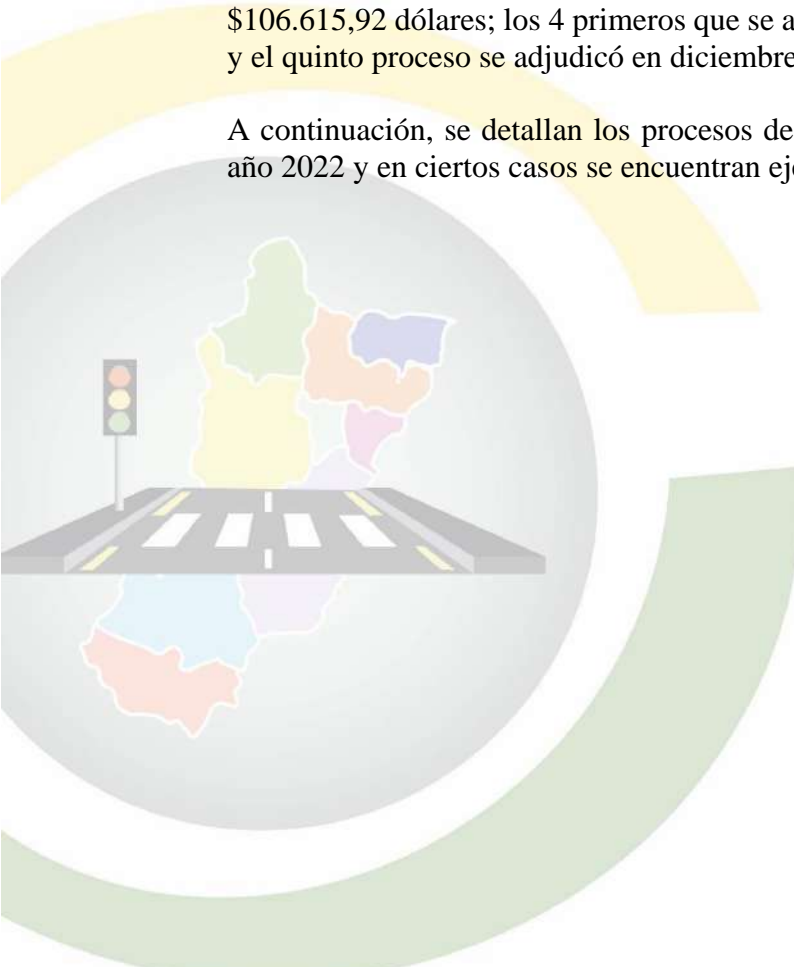 $106.615,92 dólares; los 4 primeros que se
y el quinto proceso se adjudicó en diciembre
A continuación, se detallan los procesos de
año 2022 y en ciertos casos se encuentran